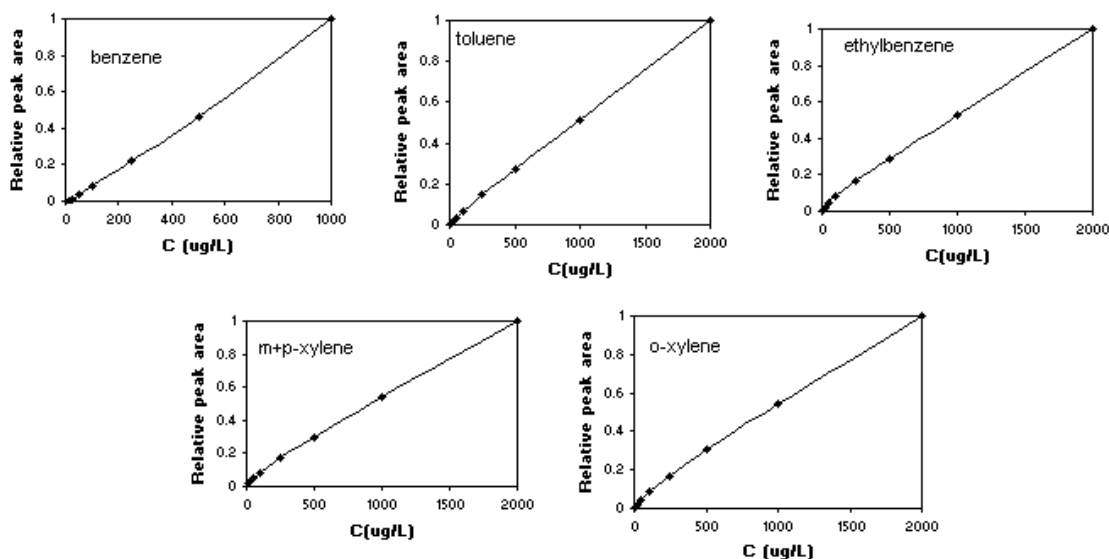 benzene
Relative peak area
1
0.8
0.6
0.4
0.2
0
0 200 400 600 800 1000
C (ug/L)
toluene
Relative peak area
1
0.8
0.6
0.4
0.2
0
0 500 1000 1500 2000
C(ug/L)
ethylbenzene
Relative peak area
1
0.8
0.6
0.4
0.2
0
0 500 1000 1500 2000
C(ug/L)
m+p-xylene
Relative peak area
1
0.8
0.6
0.4
0.2
0
0 500 1000 1500 2000
C(ug/L)
o-xylene
Relative peak area
1
0.8
0.6
0.4
0.2
0
0 500 1000 1500 2000
C (ug/L)